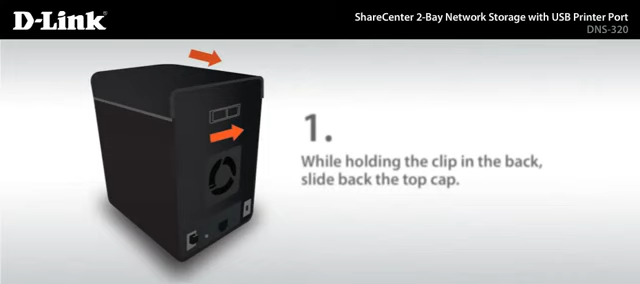 D-Link
ShareCenter 2-Bay Network Storage with USB Printer Port
DNS-320
1.
While holding the clip in the back,
slide back the top cap.